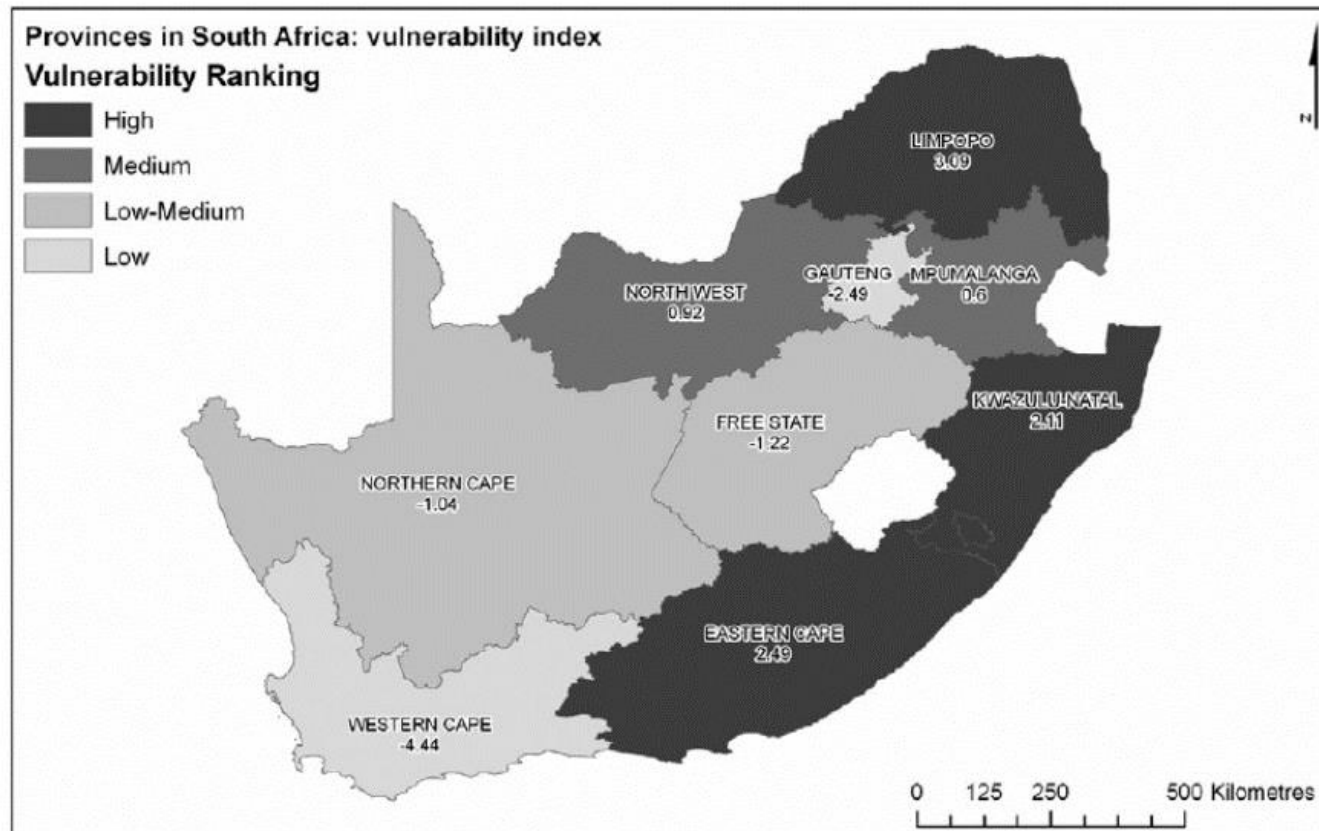 Provinces in South Africa: vulnerability index
Vulnerability Ranking
High
Medium
Low-Medium
Low
N
LIMPOPO
3.09
NORTH WEST
0.92
GAUTENG
-2.49
MPUMALANGA
0.6
KWAZULU-NATAL
2.11
FREE STATE
-1.22
NORTHERN CAPE
-1.04
EASTERN CAPE
2.49
WESTERN CAPE
-4.44
0 125 250 500 Kilometres